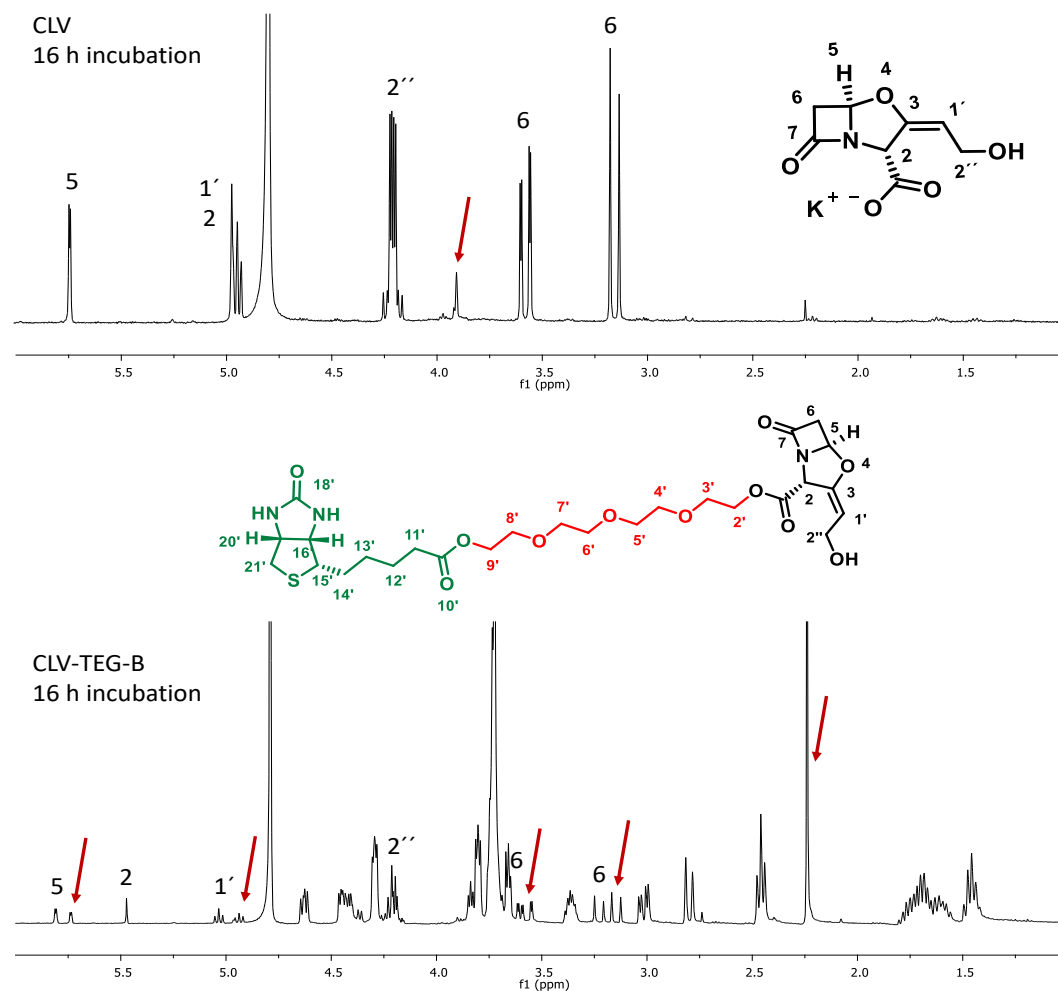 CLV
16 h incubation
5
1´
2
2´´
6
6
5
H
4
O
6
3
1´
7
N
2
O
OH
2´´
O
K + − O
5.5 5.0 4.5 4.0 3.5 3.0 2.5 2.0 1.5
f1 (ppm)
6
O
5
H
7
N
O
4
O
2
3
O
1'
2''
OH
3'
2'
4'
O
5'
7'
O
6'
8'
O
9'
O
18'
HN
NH
20'
H
H
16'
21'
S
15'
14'
13'
12'
11'
O
O
10'
CLV-TEG-B
16 h incubation
5
2
1´
2´´
6
6
5.5 5.0 4.5 4.0 3.5 3.0 2.5 2.0 1.5
f1 (ppm)